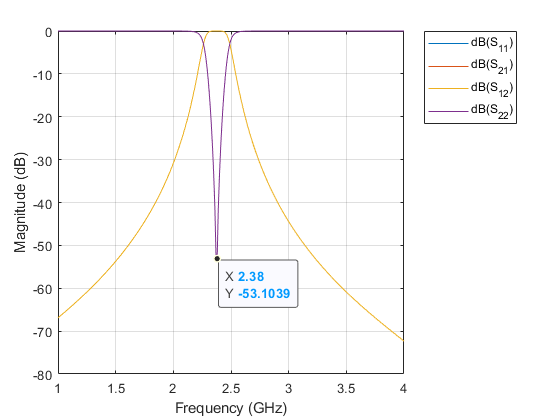 0
-10
-20
-30
-40
-50
-60
-70
-80
1
1.5
2
2.5
3
3.5
4
Magnitude (dB)
Frequency (GHz)
X 2.38
Y -53.1039
dB(S11)
dB(S21)
dB(S12)
dB(S22)